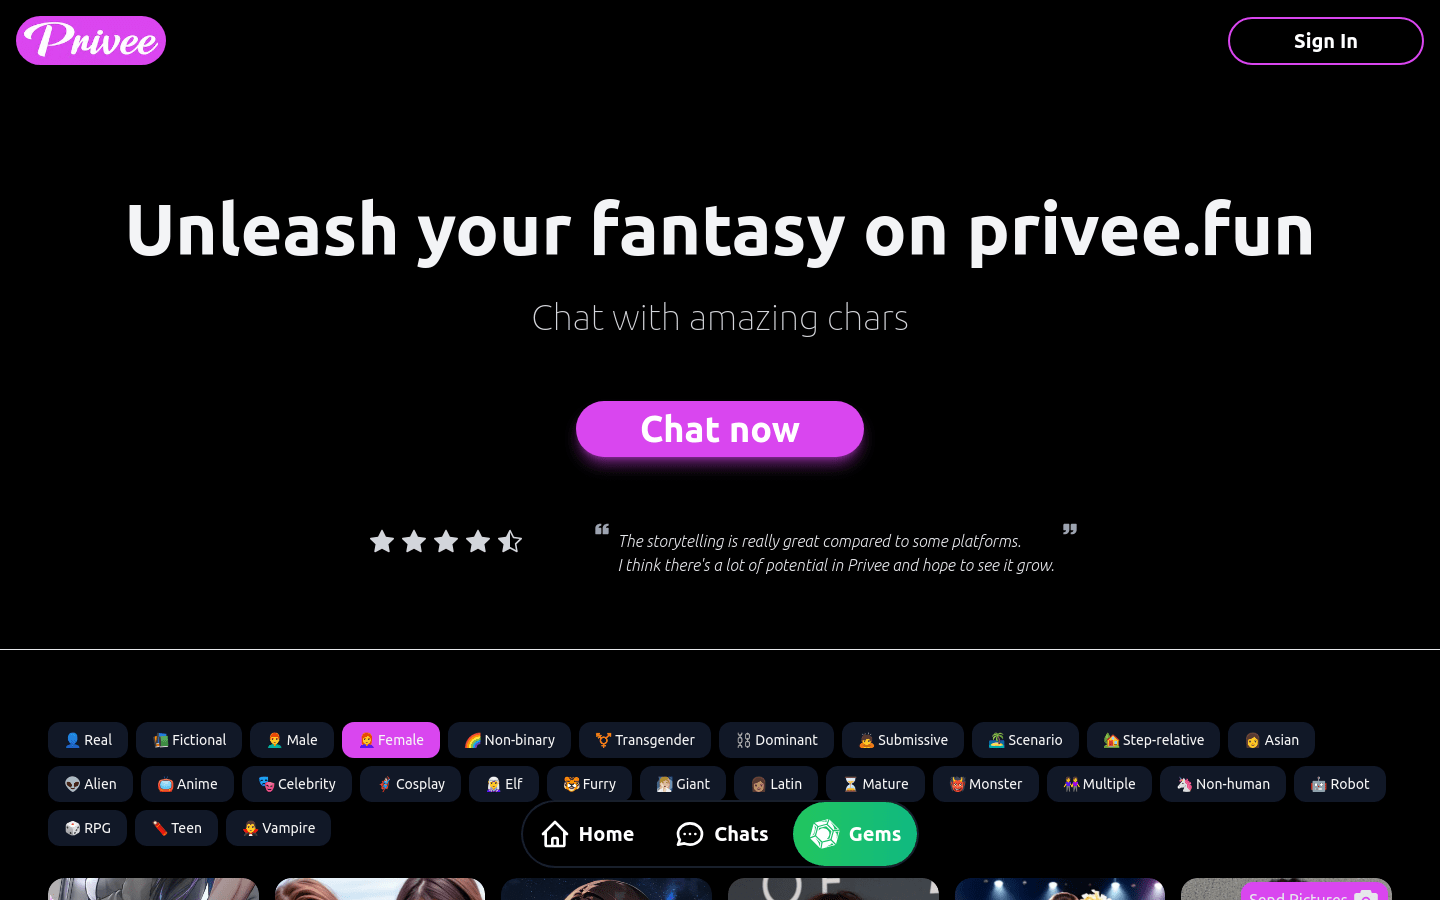 Privee
Sign In
Unleash your fantasy on privee.fun
Chat with amazing chars
Chat now
“ The storytelling is really great compared to some platforms. ”
I think there's a lot of potential in Privee and hope to see it grow.
Real Fictional Male Female Non-binary Transgender Dominant Submissive Scenario Step-relative Asian
Alien Anime Celebrity Cosplay Elf Furry Giant Latin Mature Monster Multiple Non-human Robot
RPG Teen Vampire
Home Chats Gems
Send Pictures